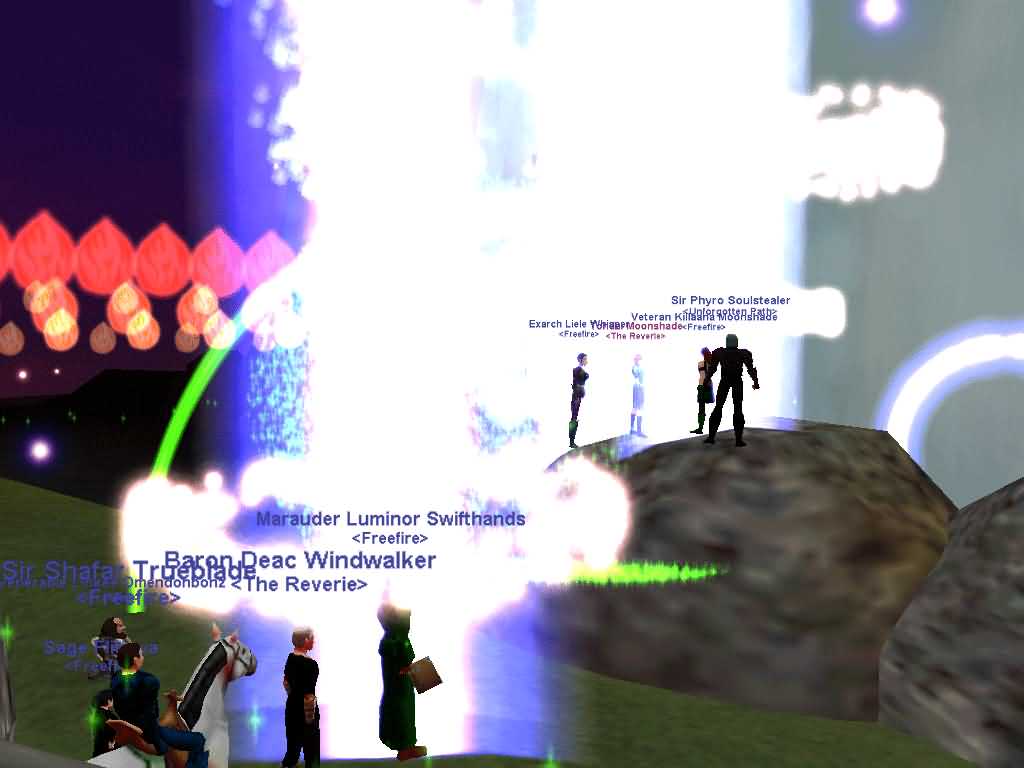 Sir Phyro Soulstealer
<Unforgotten Path>
Veteran Moonshade
<Freefire>
Exarch Liele
<Freefire>
Moonshade
<The Reverie>
Marauder Luminor Swifthands
<Freefire>
Baron Deac Windwalker
<The Reverie>
Sir Shafar Trueblade
<Freefire>
Sage